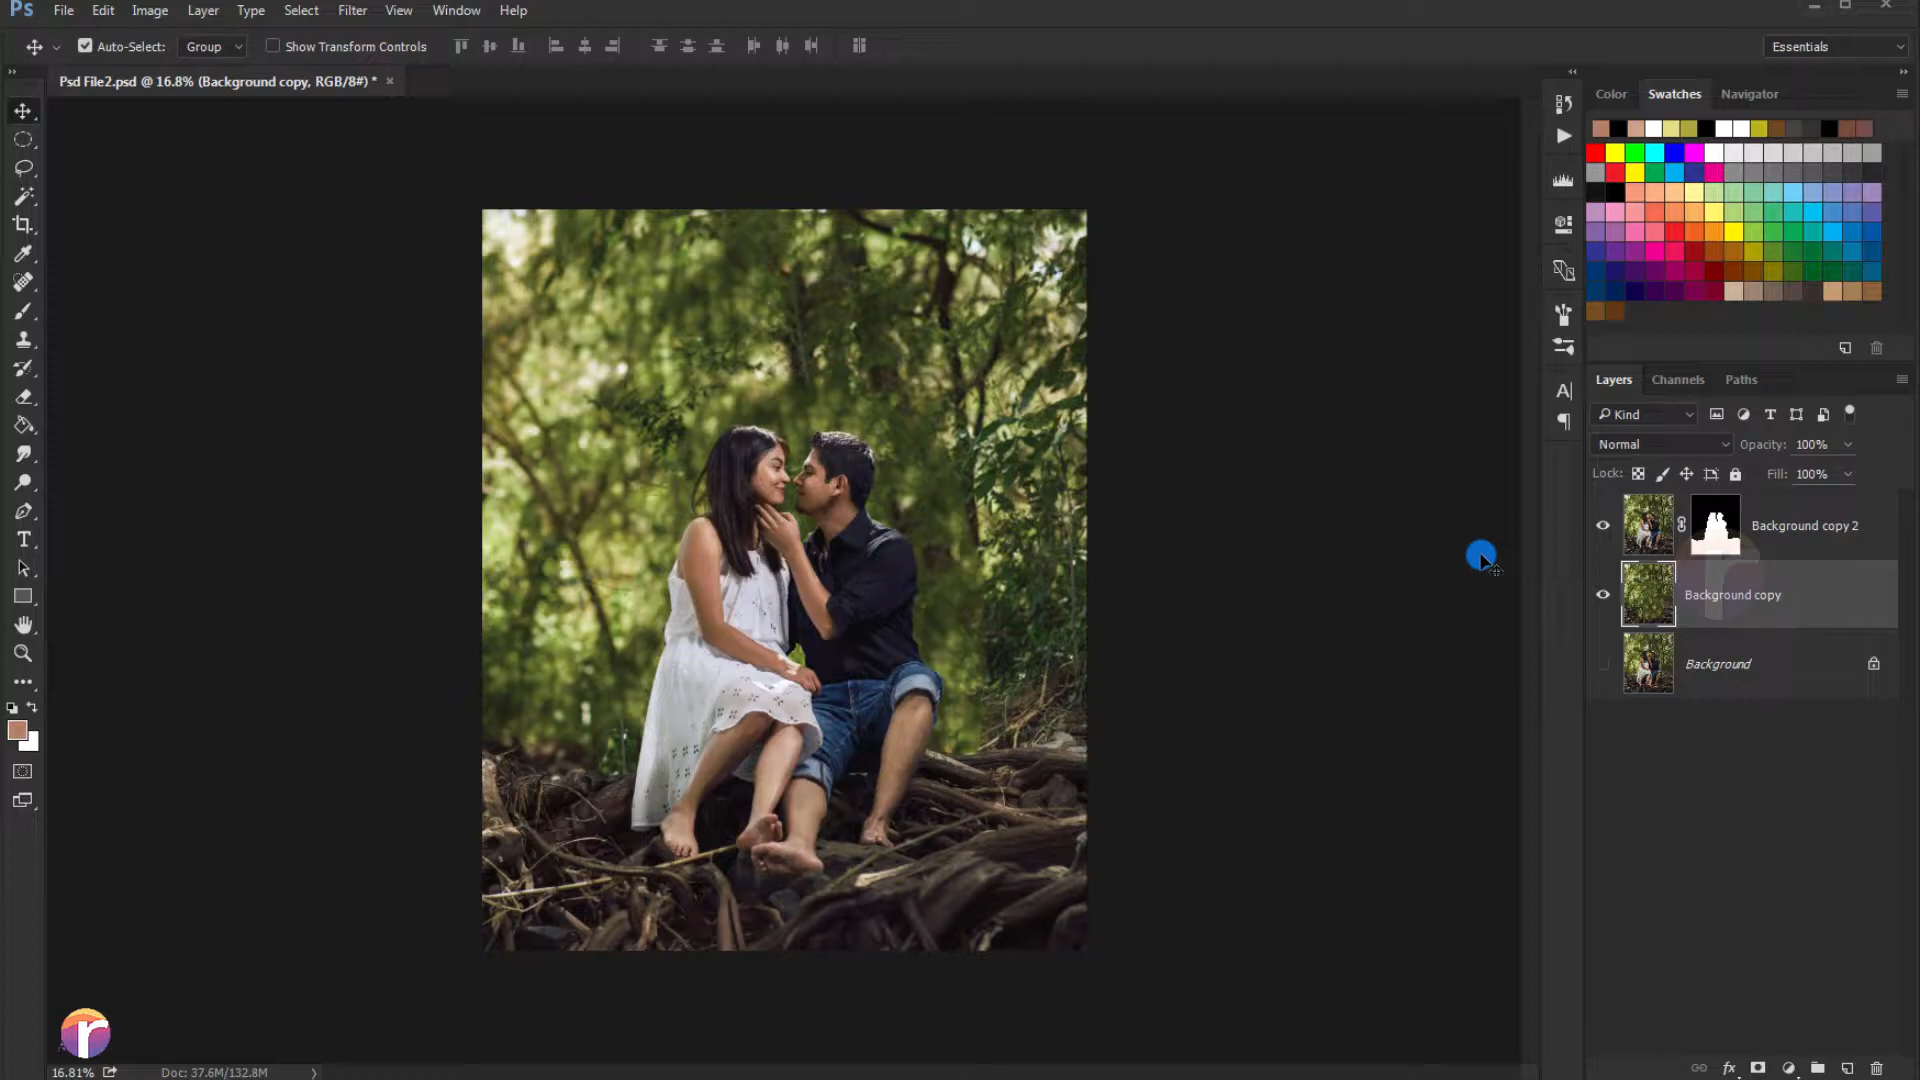 Ps File Edit Image Layer Type Select Filter View Window Help
Auto-Select: Group Show Transform Controls Essentials
Psd File2.psd @ 16.8% (Background copy, RGB/8#) * ×
Color Swatches Navigator
Layers Channels Paths
Kind
Normal Opacity: 100%
Lock: Fill: 100%
Background copy 2
Background copy
Background
16.81% Doc: 37.6M/132.8M